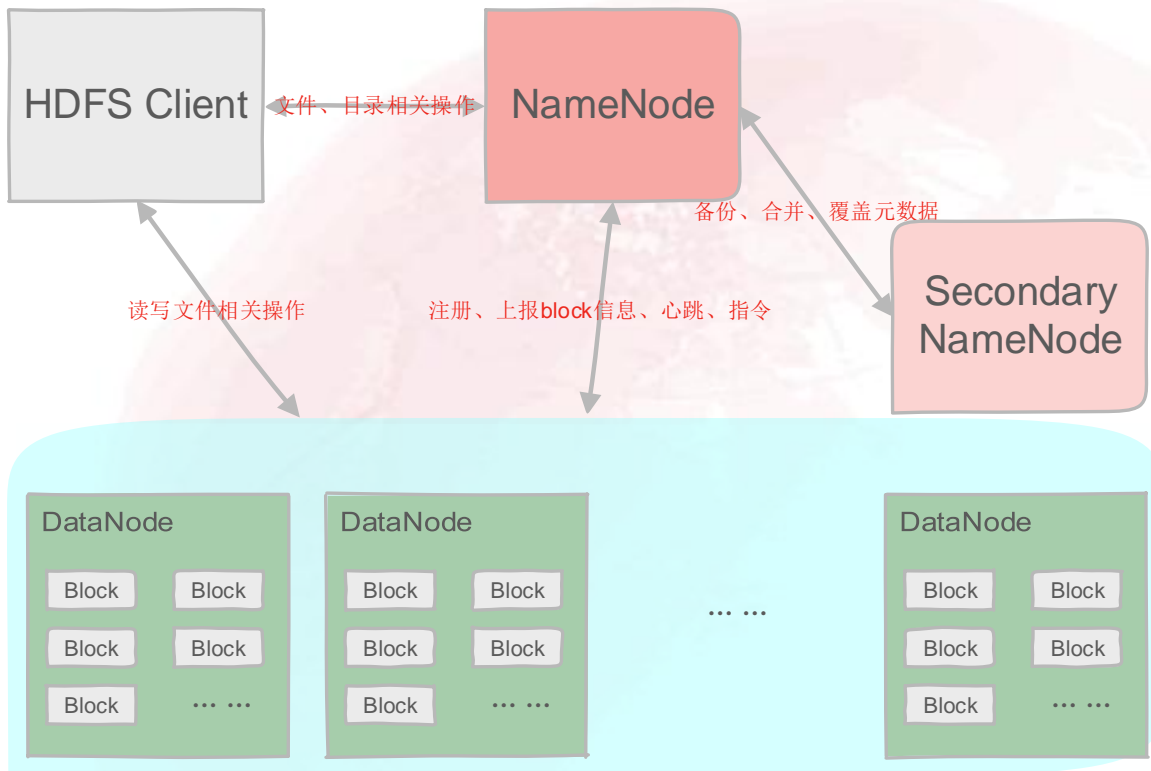 HDFS Client
文件、目录相关操作
NameNode
备份、合并、覆盖元数据
Secondary
NameNode
读写文件相关操作
注册、上报block信息、心跳、指令
DataNode
Block
Block
Block
Block
Block
... ...
DataNode
Block
Block
Block
Block
Block
... ...
... ...
DataNode
Block
Block
Block
Block
Block
... ...